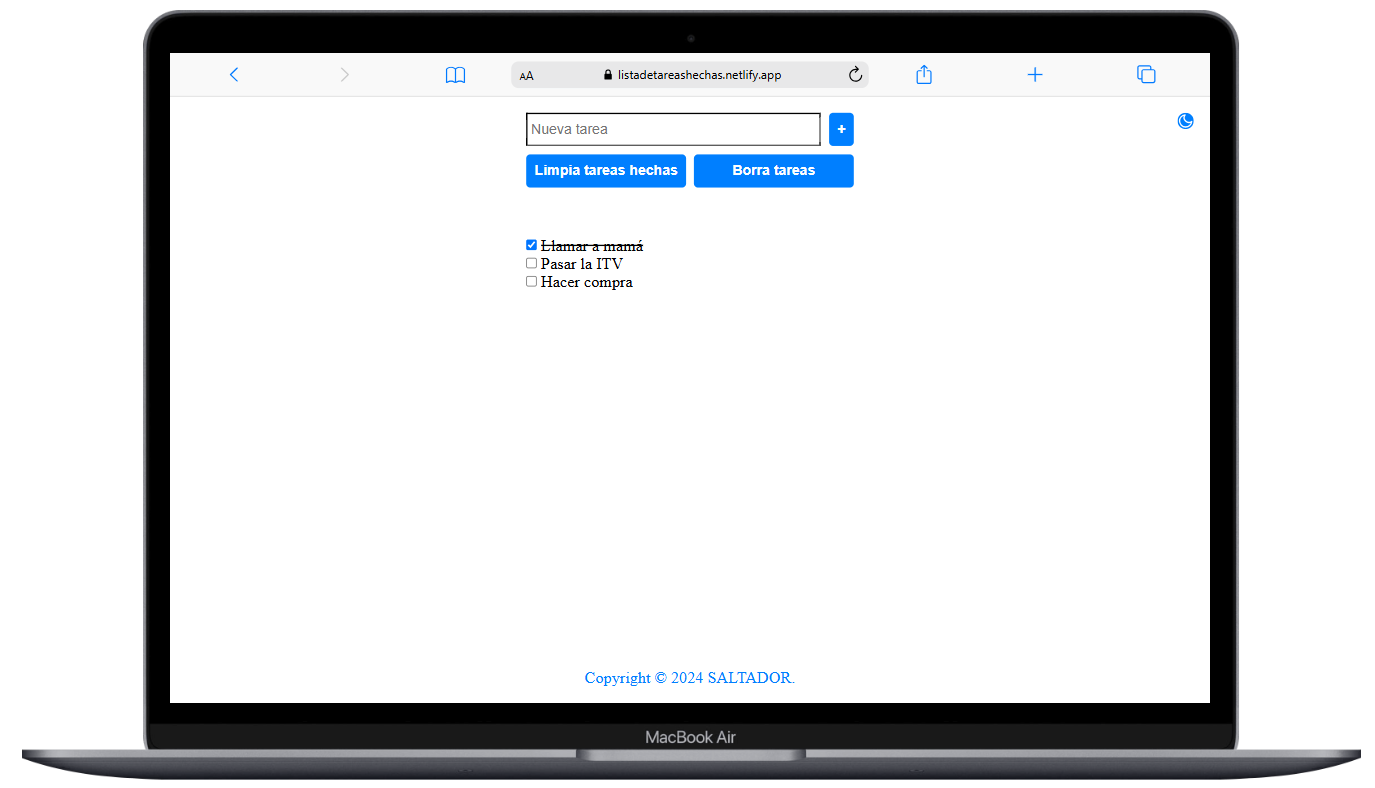 AA listadetareashechas.netlify.app
Nueva tarea +
Limpia tareas hechas Borra tareas
Llamar a mamá
Pasar la ITV
Hacer compra
Copyright © 2024 SALTADOR.
MacBook Air